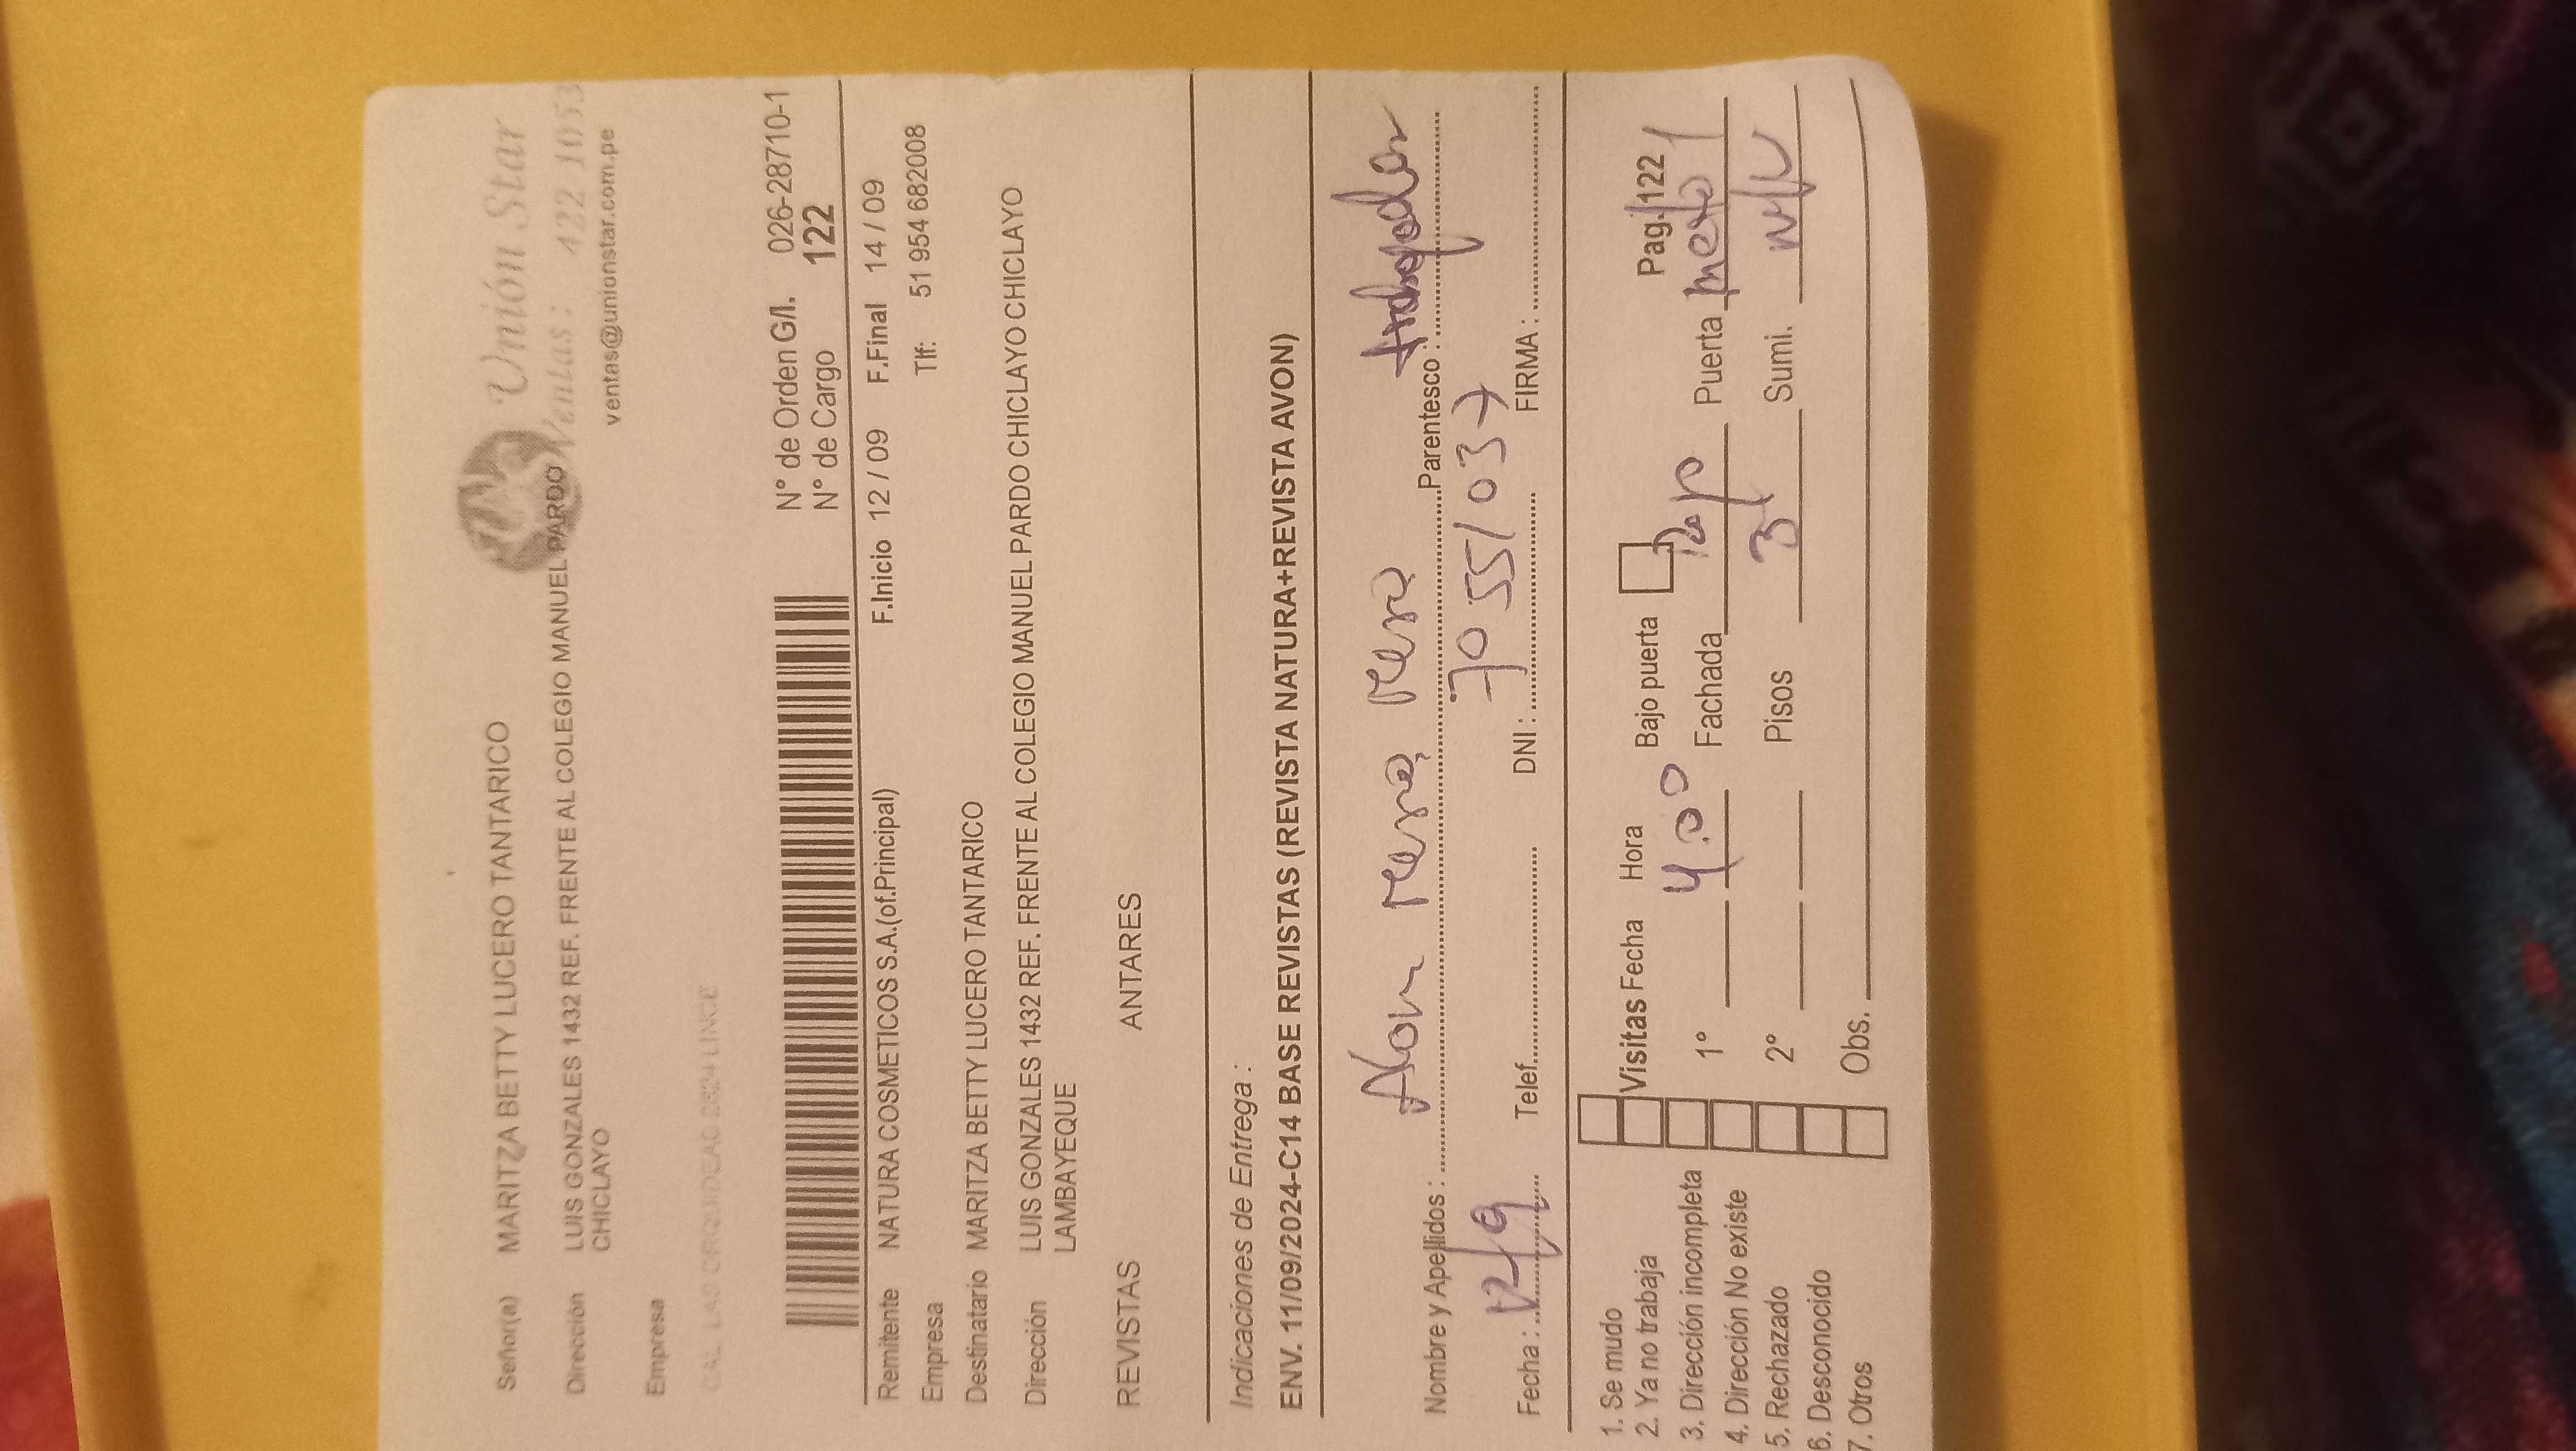 Unión Star
Ventas: 422 1053
ventas@unionstar.com.pe
Señor(a) MARITZA BETTY LUCERO TANTARICO
Dirección LUIS GONZALES 1432 REF. FRENTE AL COLEGIO MANUEL PARDO
CHICLAYO
Empresa
CAL LAS ORQUIDEAS 2624 LINCE
N° de Orden G/I. 026-28710-1
N° de Cargo 122
Remitente NATURA COSMETICOS S.A.(of.Principal) F.Inicio 12 / 09 F.Final 14 / 09
Empresa Tlf: 51 954 682008
Destinatario MARITZA BETTY LUCERO TANTARICO
Dirección LUIS GONZALES 1432 REF. FRENTE AL COLEGIO MANUEL PARDO CHICLAYO CHICLAYO
LAMBAYEQUE
REVISTAS ANTARES
Indicaciones de Entrega :
ENV. 11/09/2024-C14 BASE REVISTAS (REVISTA NATURA+REVISTA AVON)
Nombre y Apellidos : Parentesco : trabajador
Fecha : 12/9 Telef. DNI : 70551037 FIRMA :
1. Se mudo
2. Ya no trabaja
3. Dirección incompleta
4. Dirección No existe
5. Rechazado
6. Desconocido
7. Otros
Visitas Fecha Hora Bajo puerta Pag./122
1° 4:00 Fachada Puerta
2° Pisos 3 Sumi.
Obs.